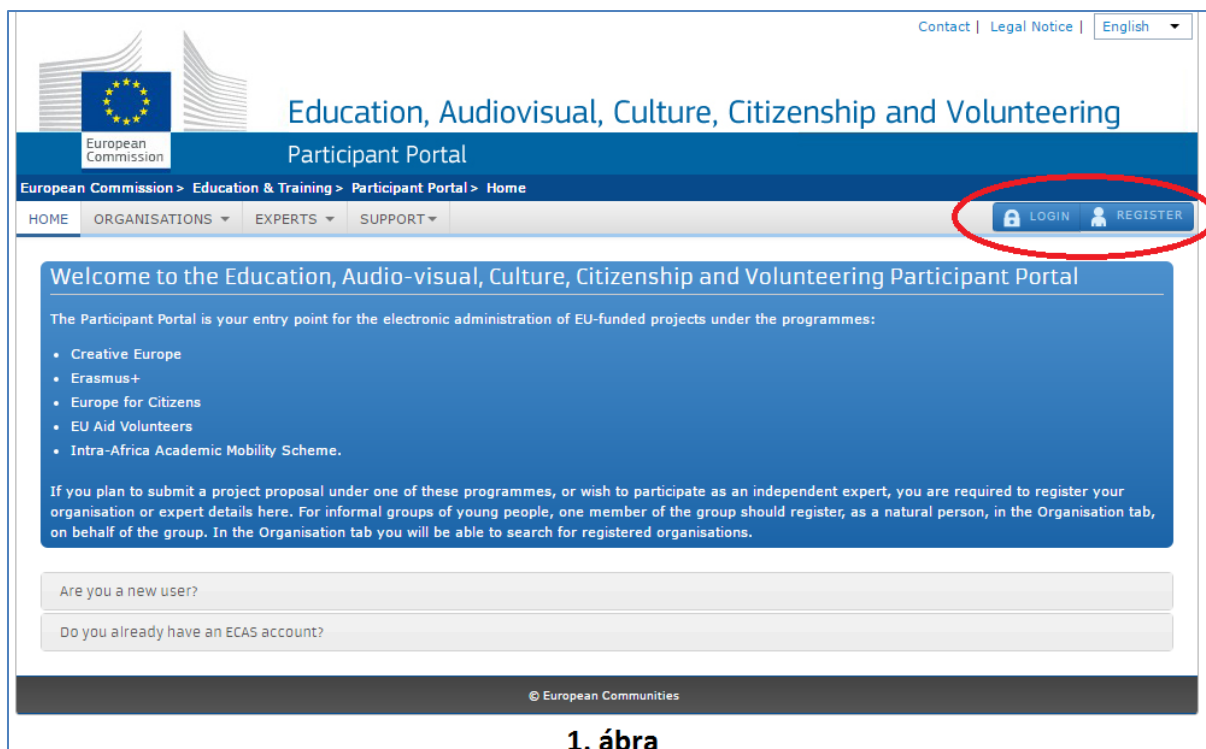 Contact | Legal Notice | English
Education, Audiovisual, Culture, Citizenship and Volunteering
European
Commission
Participant Portal
European Commission > Education & Training > Participant Portal > Home
HOME ORGANISATIONS EXPERTS SUPPORT LOGIN REGISTER
Welcome to the Education, Audio-visual, Culture, Citizenship and Volunteering Participant Portal
The Participant Portal is your entry point for the electronic administration of EU-funded projects under the programmes:
• Creative Europe
• Erasmus+
• Europe for Citizens
• EU Aid Volunteers
• Intra-Africa Academic Mobility Scheme.
If you plan to submit a project proposal under one of these programmes, or wish to participate as an independent expert, you are required to register your
organisation or expert details here. For informal groups of young people, one member of the group should register, as a natural person, in the Organisation tab,
on behalf of the group. In the Organisation tab you will be able to search for registered organisations.
Are you a new user?
Do you already have an ECAS account?
© European Communities
1. ábra